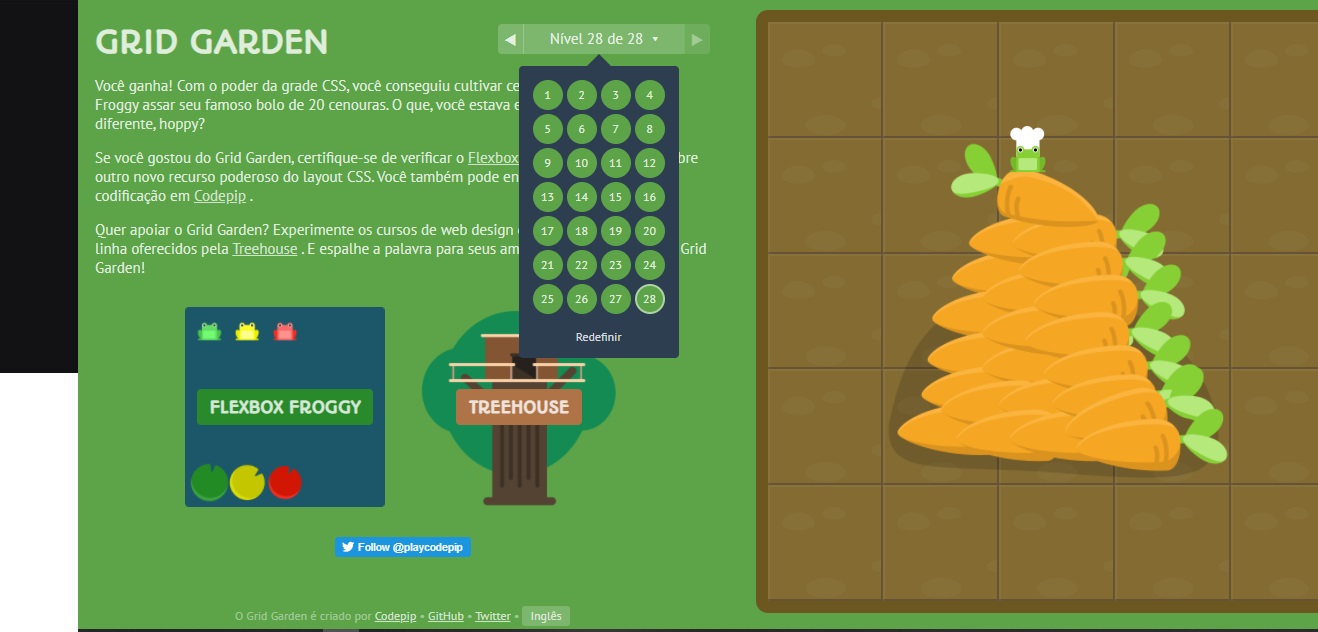 GRID GARDEN
◀ Nível 28 de 28 ▼ ▶
Você ganha! Com o poder da grade CSS, você conseguiu cultivar
Froggy assar seu famoso bolo de 20 cenouras. O que, você estava
diferente, hoppy?
Se você gostou do Grid Garden, certifique-se de verificar o Flexbox
outro novo recurso poderoso do layout CSS. Você também pode
codificação em Codepip .
Quer apoiar o Grid Garden? Experimente os cursos de web design
linha oferecidos pela Treehouse . E espalhe a palavra para seus Grid
Garden!
1 2 3 4
5 6 7 8
9 10 11 12
13 14 15 16
17 18 19 20
21 22 23 24
25 26 27 28
Redefinir
FLEXBOX FROGGY
TREEHOUSE
Follow @playcodepip
O Grid Garden é criado por Codepip • GitHub • Twitter • Inglês